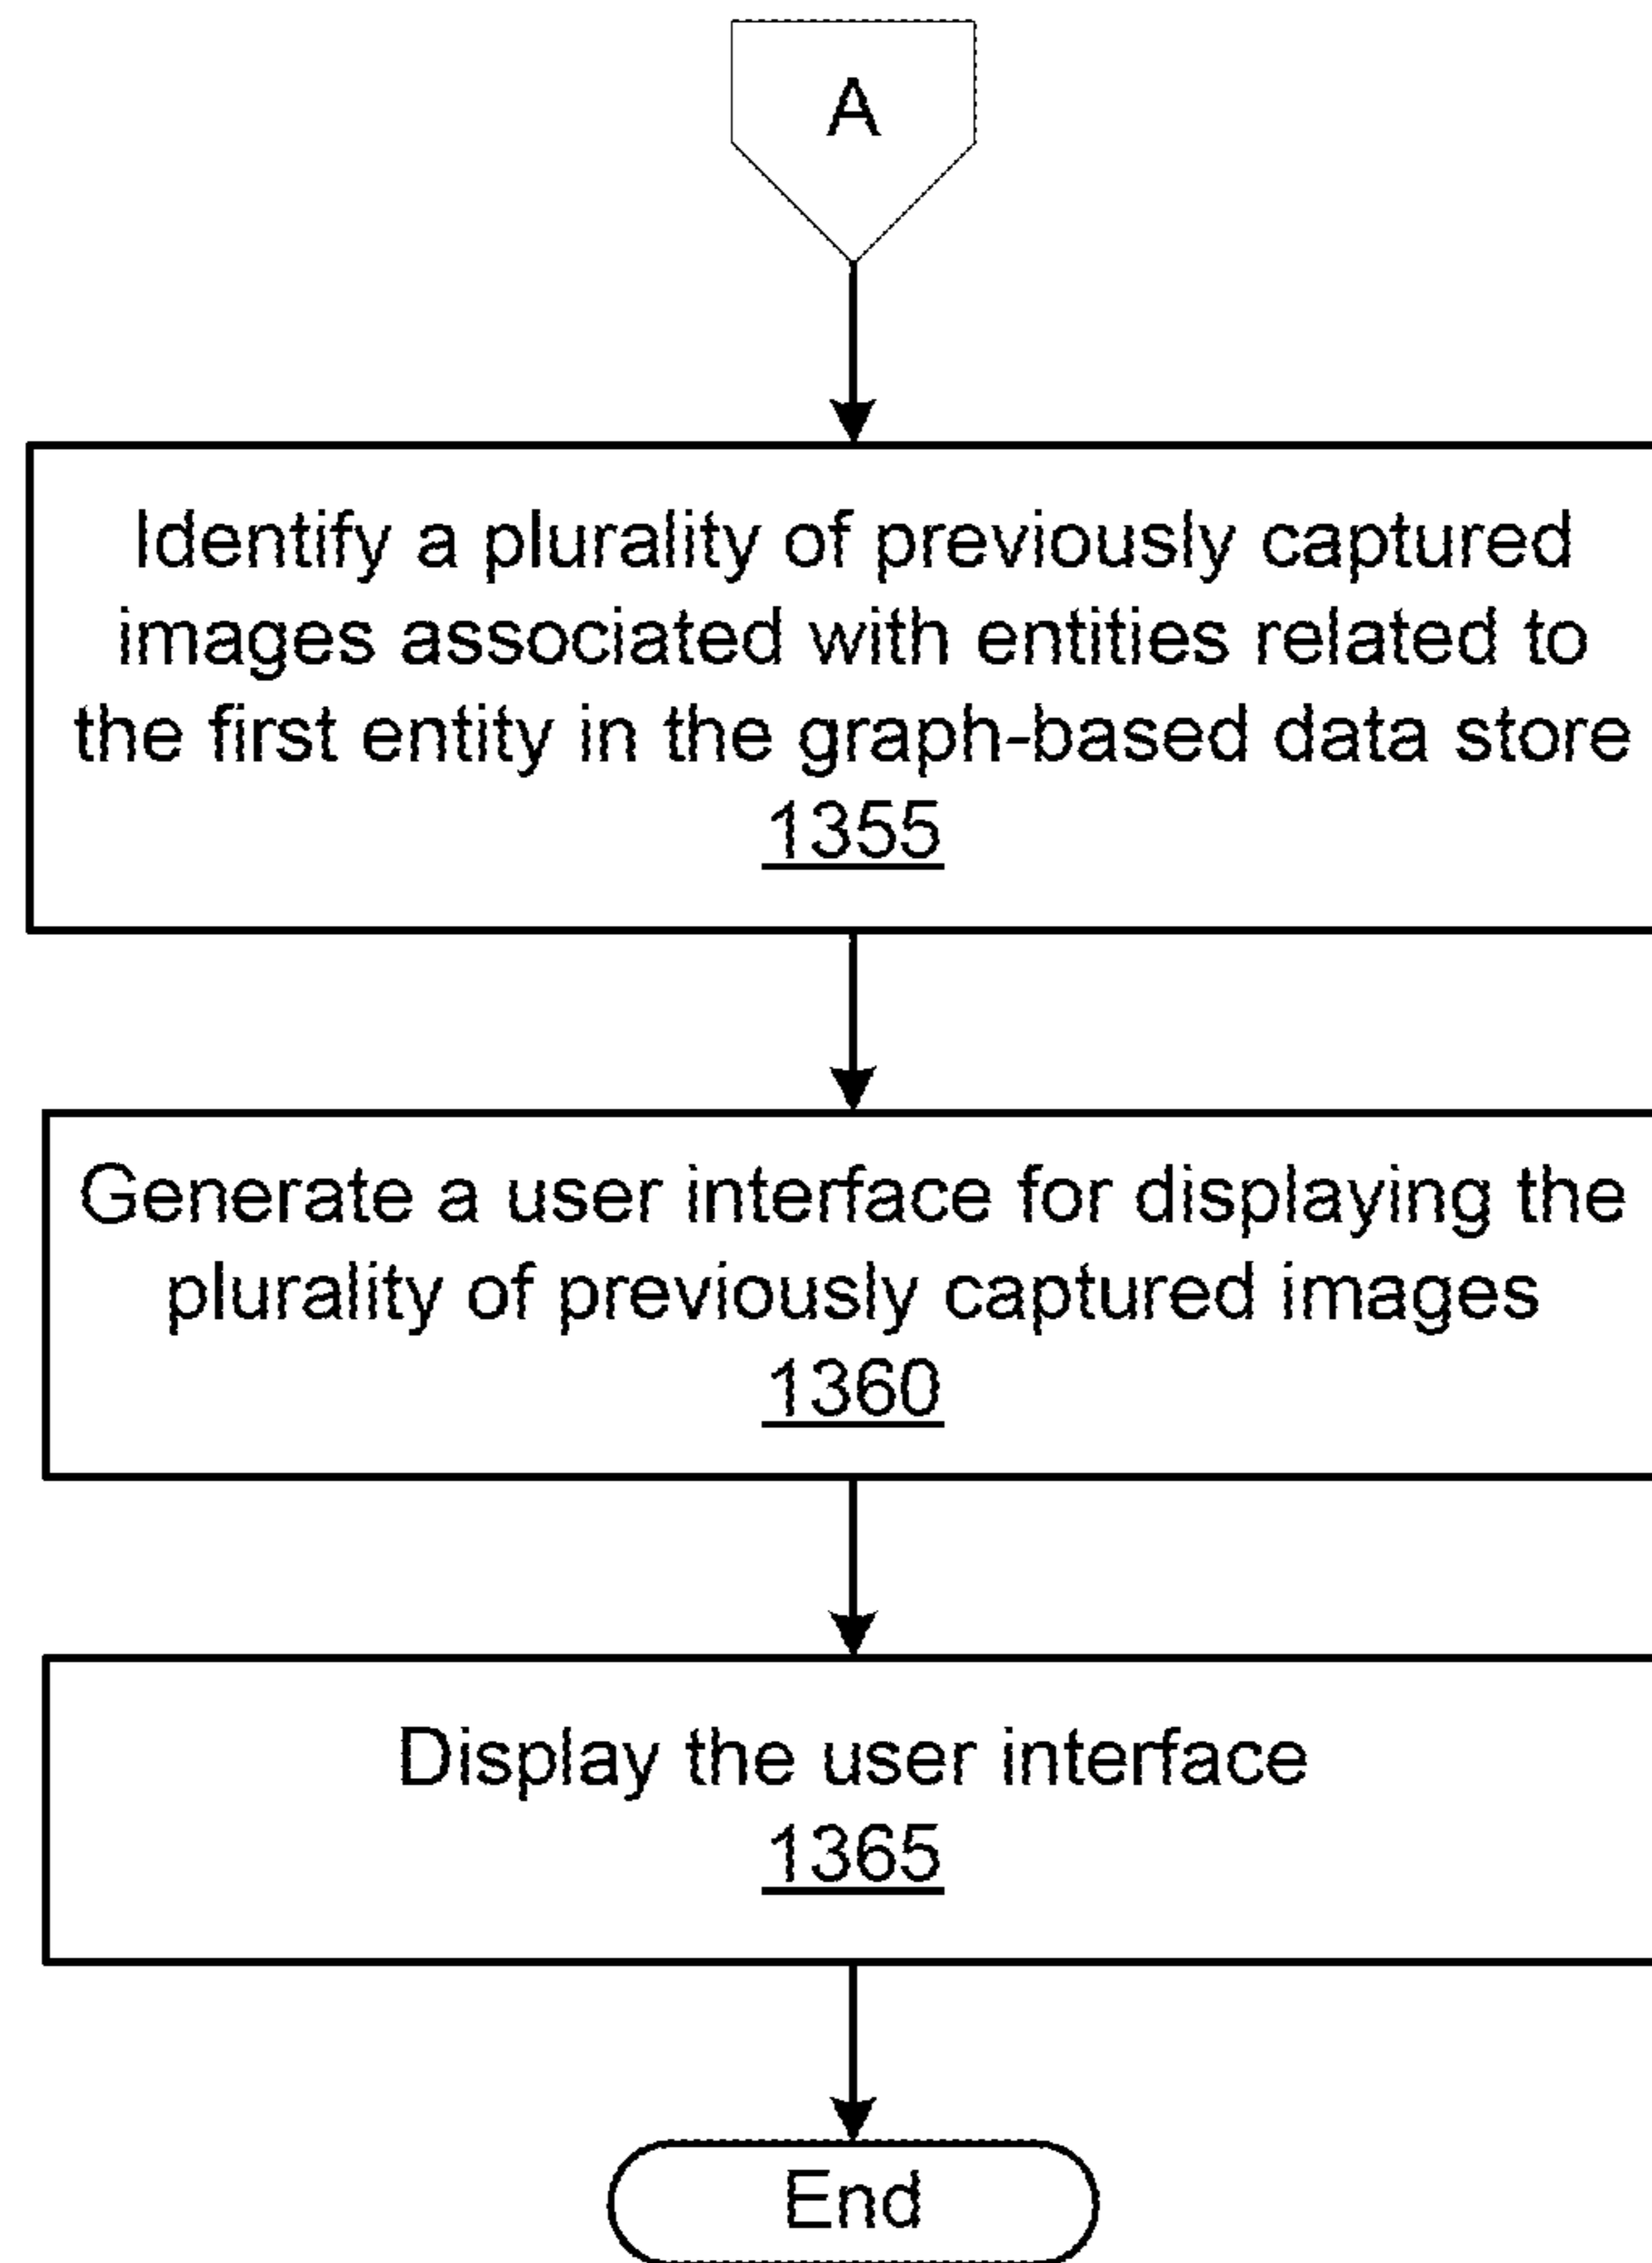 A
Identify a plurality of previously captured
images associated with entities related to
the first entity in the graph-based data store
1355
Generate a user interface for displaying the
plurality of previously captured images
1360
Display the user interface
1365
End